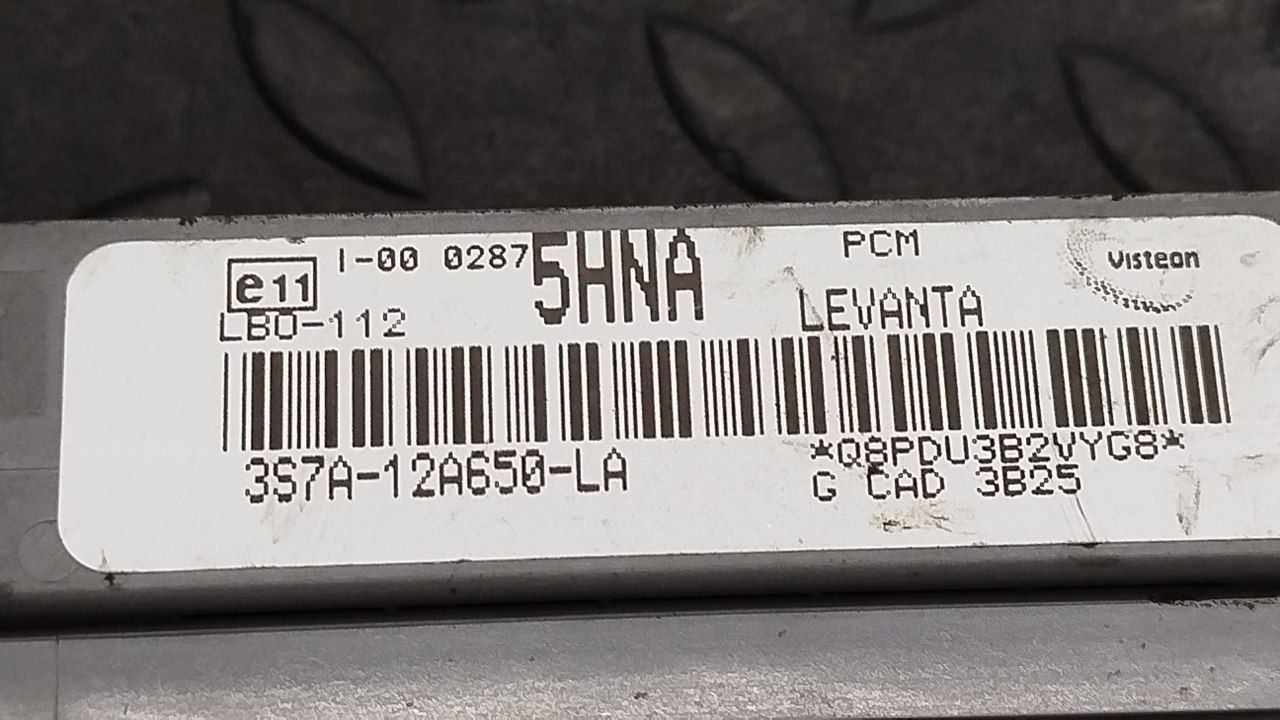 e11 I-00 0287 5HNA PCM Visteon
LBO-112 LEVANTA
3S7A-12A650-LA *Q8PDU3B2VYG8*
G CAD 3B25